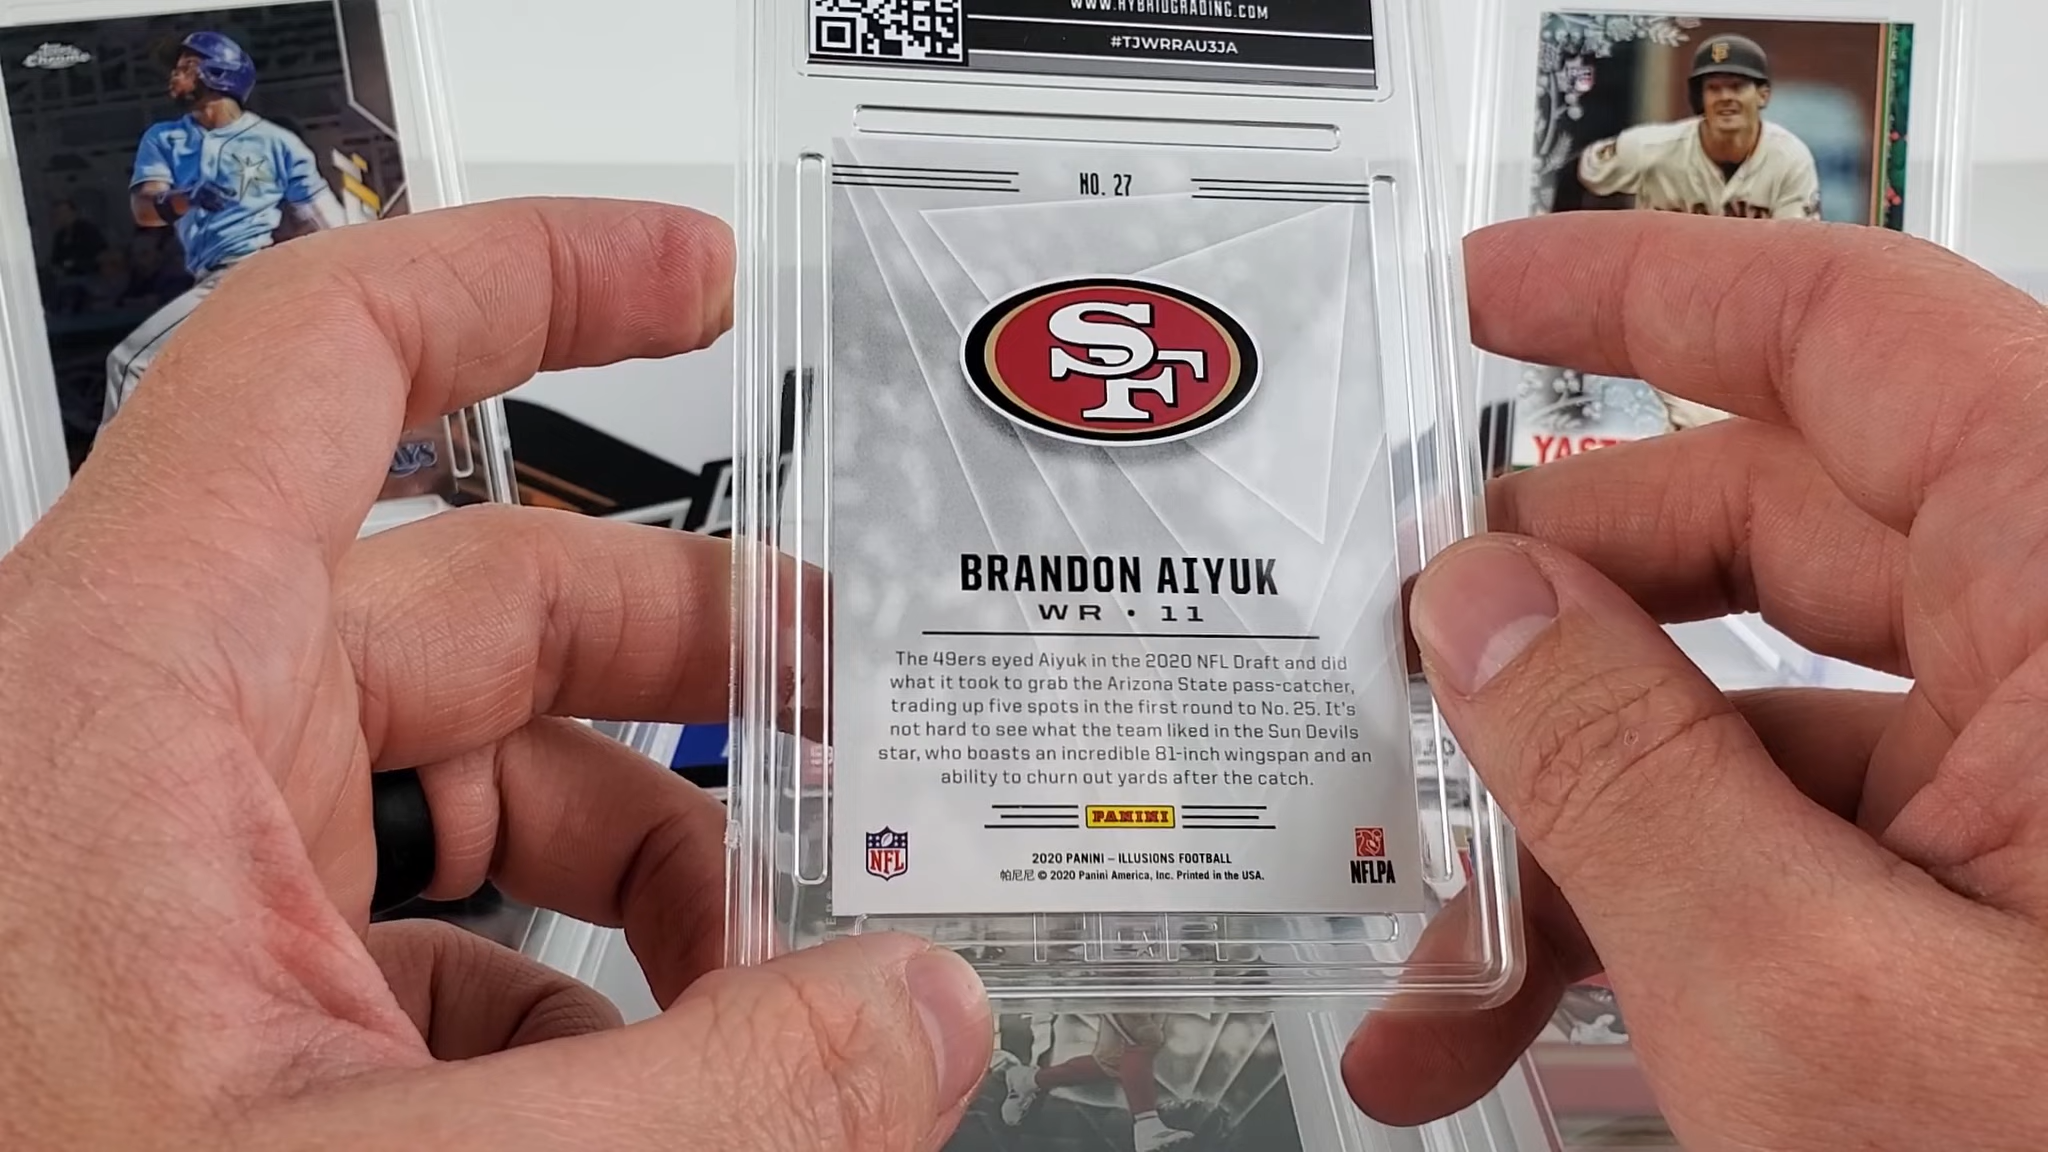 WWW.HYBRIDGRADING.COM
#TJWRRAU3JA
Topps
Chrome
NO. 27
SF
BRANDON AIYUK
WR • 11
The 49ers eyed Aiyuk in the 2020 NFL Draft and did
what it took to grab the Arizona State pass-catcher,
trading up five spots in the first round to No. 25. It's
not hard to see what the team liked in the Sun Devils
star, who boasts an incredible 81-inch wingspan and an
ability to churn out yards after the catch.
PANINI
NFL
NFLPA
2020 PANINI – ILLUSIONS FOOTBALL
帕尼尼 © 2020 Panini America, Inc. Printed in the USA.